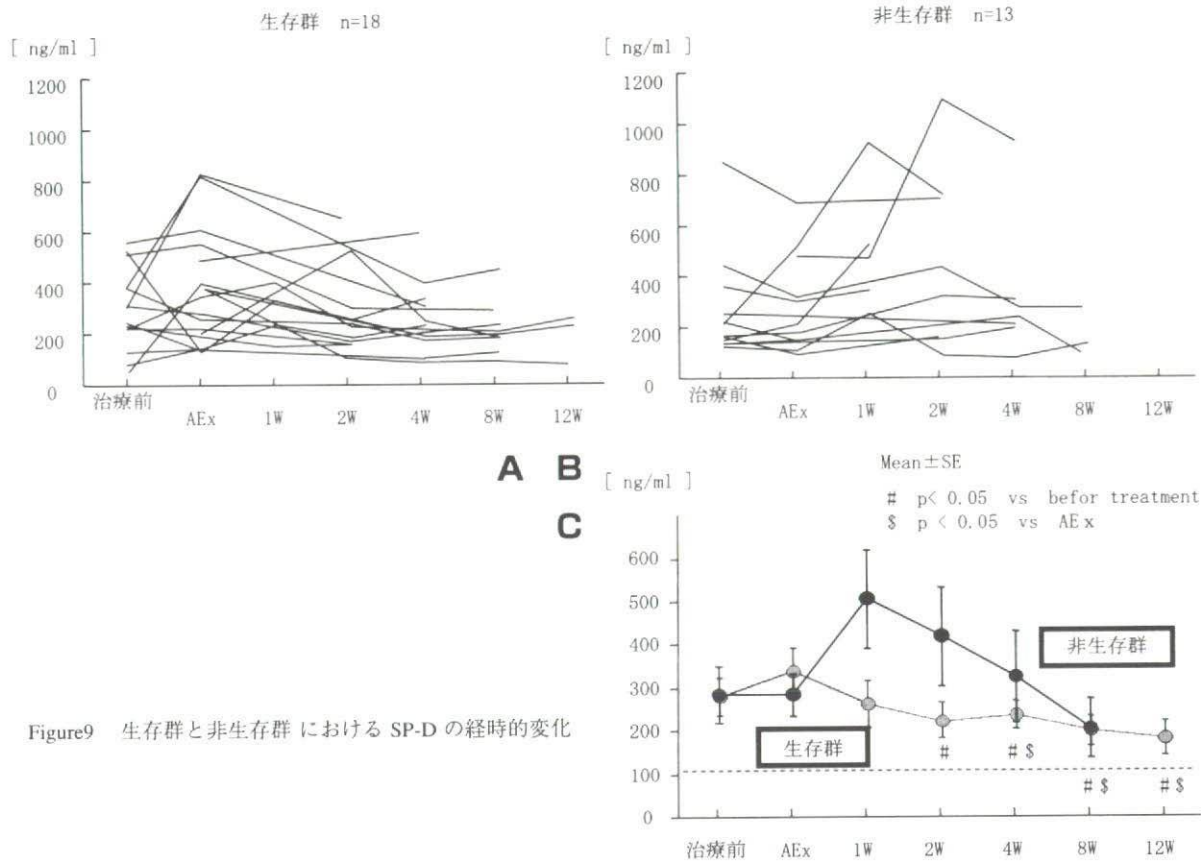 生存群 n=18
[ ng/ml ]
1200
1000
800
600
400
200
0
治療前 AEx 1W 2W 4W 8W 12W
非生存群 n=13
[ ng/ml ]
1200
1000
800
600
400
200
0
治療前 AEx 1W 2W 4W 8W 12W
A B
C
Mean±SE
[ ng/ml ]
# p< 0.05 vs befor treatment
$ p < 0.05 vs AEx
600
500
400
300
200
100
0
非生存群
生存群
# # $
# $ # $
治療前 AEx 1W 2W 4W 8W 12W
Figure9 生存群と非生存群 における SP-D の経時的変化